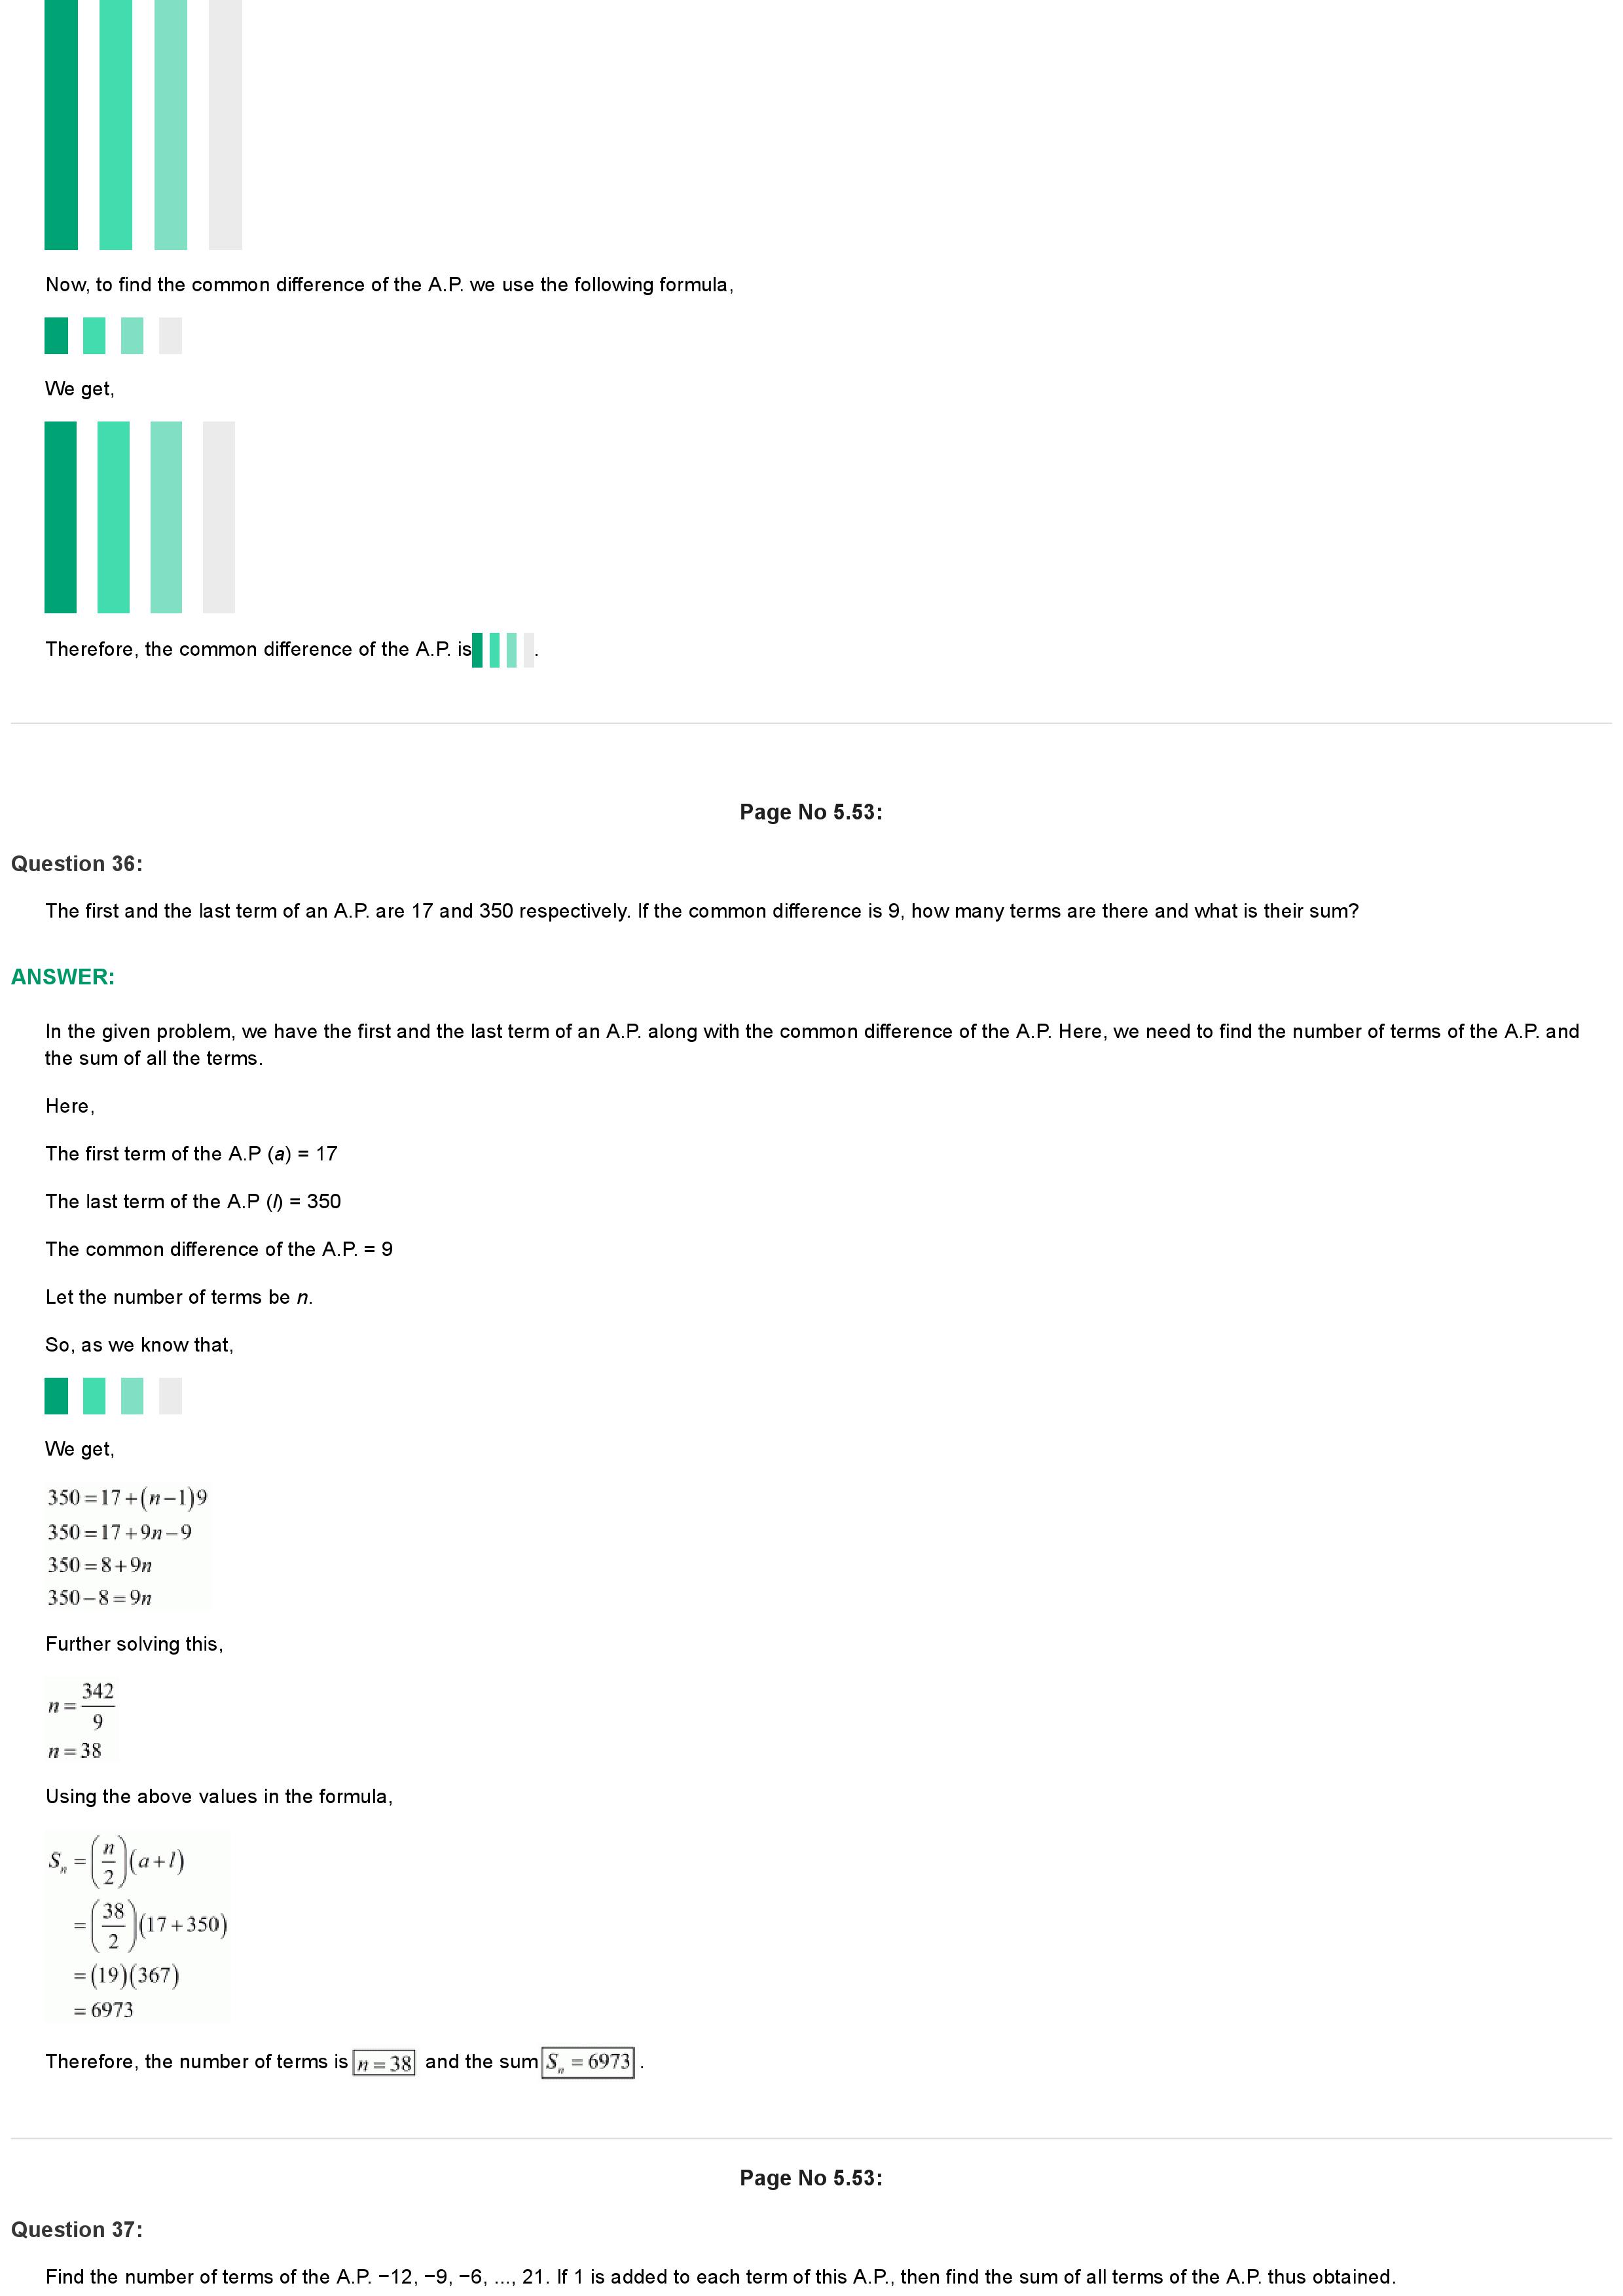 Now, to find the common difference of the A.P. we use the following formula,
We get,
Therefore, the common difference of the A.P. is .
Page No 5.53:
Question 36:
The first and the last term of an A.P. are 17 and 350 respectively. If the common difference is 9, how many terms are there and what is their sum?
ANSWER:
In the given problem, we have the first and the last term of an A.P. along with the common difference of the A.P. Here, we need to find the number of terms of the A.P. and
the sum of all the terms.
Here,
The first term of the A.P (a) = 17
The last term of the A.P (l) = 350
The common difference of the A.P. = 9
Let the number of terms be n.
So, as we know that,
We get,
350 = 17 + (n − 1)9
350 = 17 + 9n − 9
350 = 8 + 9n
350 − 8 = 9n
Further solving this,
n = 342/9
n = 38
Using the above values in the formula,
Sₙ = (n/2)(a + l)
= (38/2)(17 + 350)
= (19)(367)
= 6973
Therefore, the number of terms is n = 38 and the sum Sₙ = 6973 .
Page No 5.53:
Question 37:
Find the number of terms of the A.P. −12, −9, −6, ..., 21. If 1 is added to each term of this A.P., then find the sum of all terms of the A.P. thus obtained.